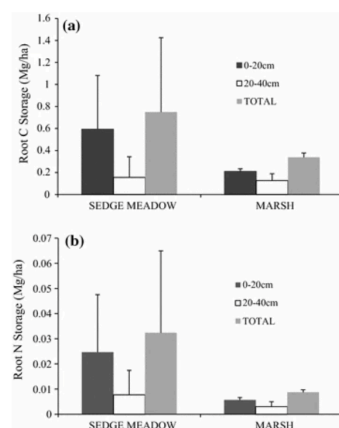 (a)
Root C Storage (Mg/ha)
1.6
1.4
1.2
1
0.8
0.6
0.4
0.2
0
0-20cm
20-40cm
TOTAL
SEDGE MEADOW
MARSH
(b)
Root N Storage (Mg/ha)
0.07
0.06
0.05
0.04
0.03
0.02
0.01
0
0-20cm
20-40cm
TOTAL
SEDGE MEADOW
MARSH